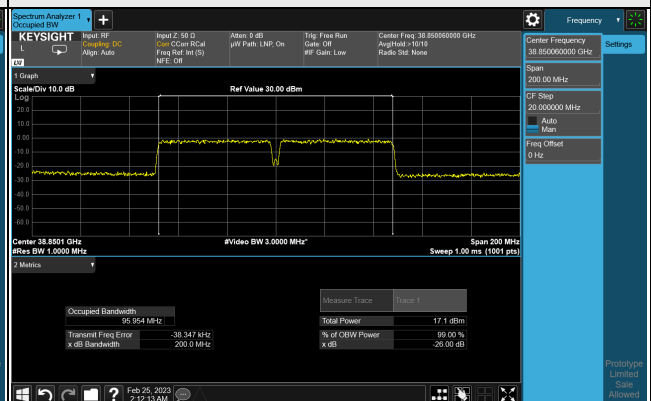 Spectrum Analyzer 1
Occupied BW
Frequency
KEYSIGHT
L
Input: RF
Coupling: DC
Align: Auto
Input Z: 50 Ω
Corr CCorr RCal
Freq Ref: Int (S)
NFE: Off
Atten: 0 dB
µW Path: LNP, On
Trig: Free Run
Gate: Off
#IF Gain: Low
Center Freq: 38.850060000 GHz
Avg|Hold:>10/10
Radio Std: None
Center Frequency
38.850060000 GHz
Settings
Span
200.00 MHz
CF Step
20.000000 MHz
Auto
Man
Freq Offset
0 Hz
1 Graph
Scale/Div 10.0 dB
Ref Value 30.00 dBm
Log
20.0
10.0
0.00
-10.0
-20.0
-30.0
-40.0
-50.0
-60.0
Center 38.8501 GHz
#Video BW 3.0000 MHz*
Span 200 MHz
#Res BW 1.0000 MHz
Sweep 1.00 ms (1001 pts)
2 Metrics
Measure Trace
Trace 1
Occupied Bandwidth
95.954 MHz
Total Power
17.1 dBm
Transmit Freq Error
-38.347 kHz
% of OBW Power
99.00 %
x dB Bandwidth
200.0 MHz
x dB
-26.00 dB
Prototype
Limited
Sale
Allowed
Feb 25, 2023
2:12:13 AM